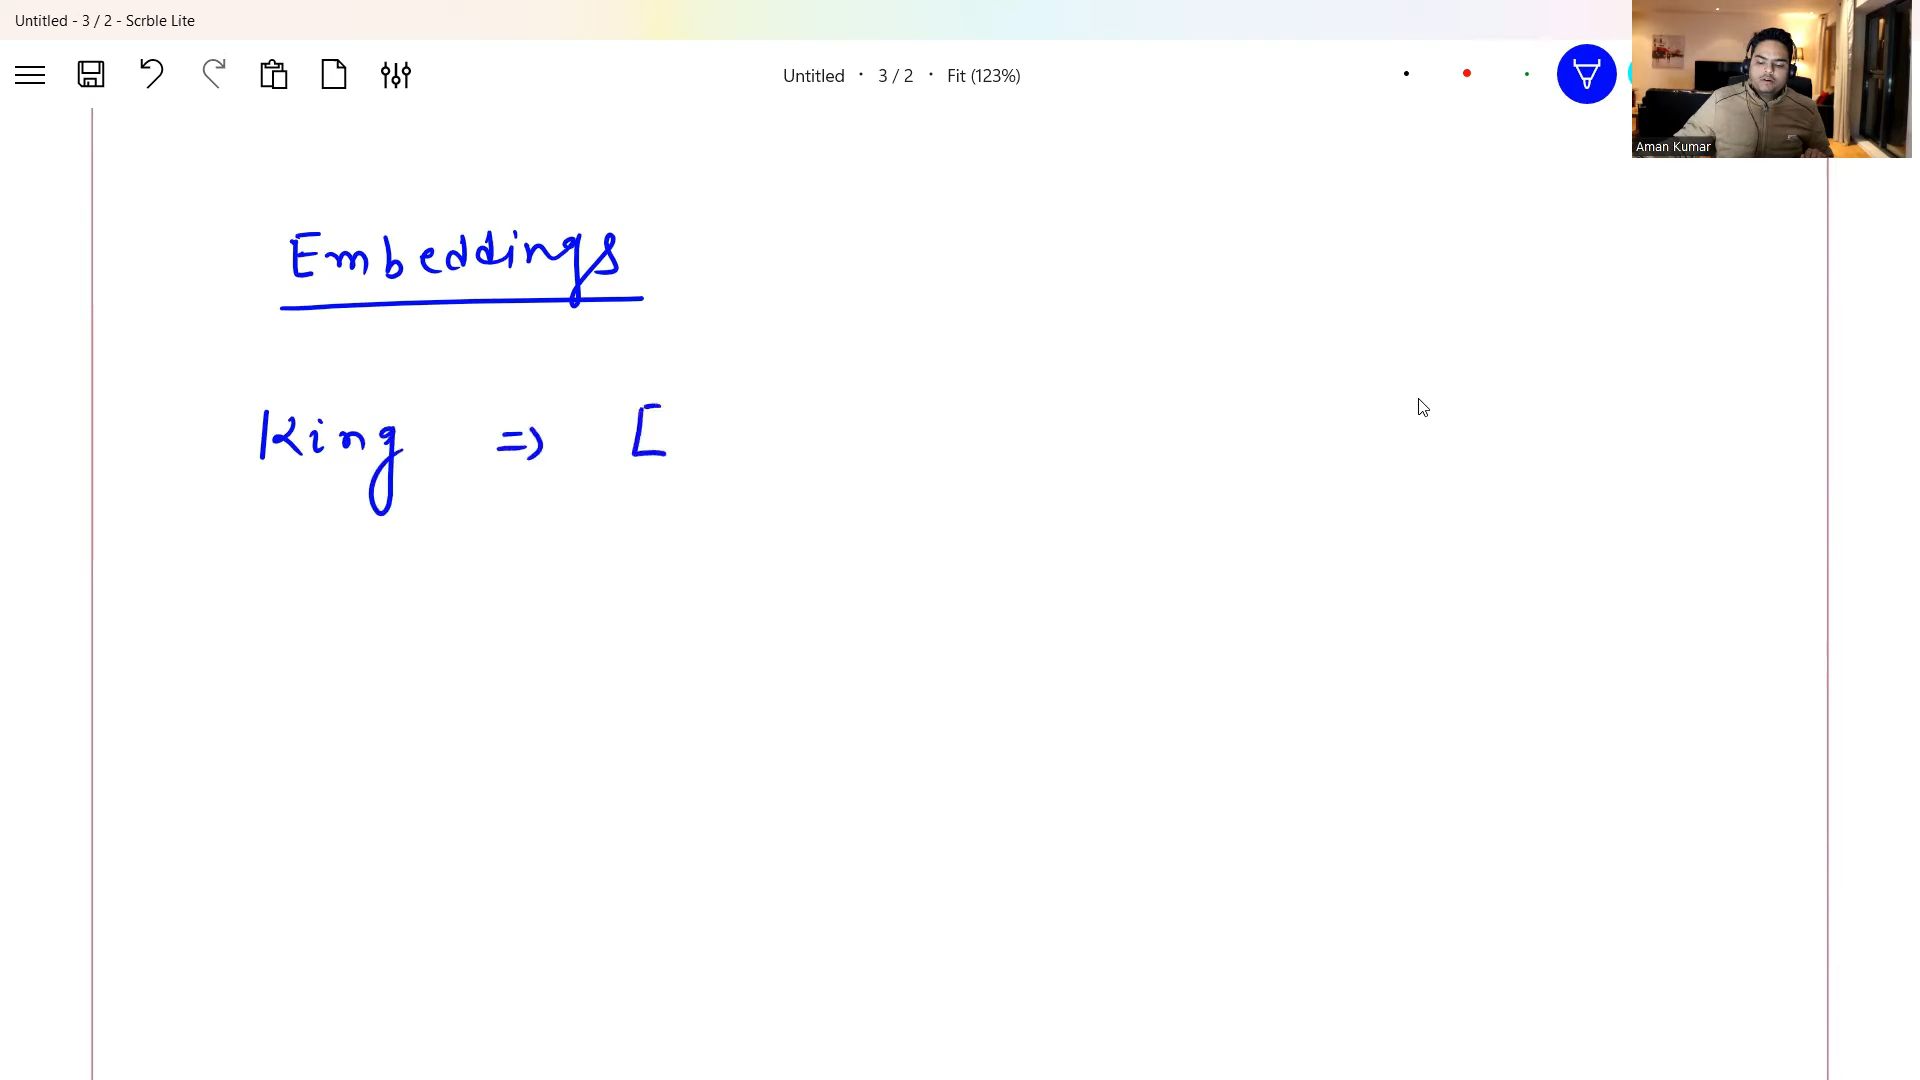 Untitled - 3 / 2 - Scrble Lite
Untitled • 3 / 2 • Fit (123%)
Aman Kumar
Embeddings
King => [